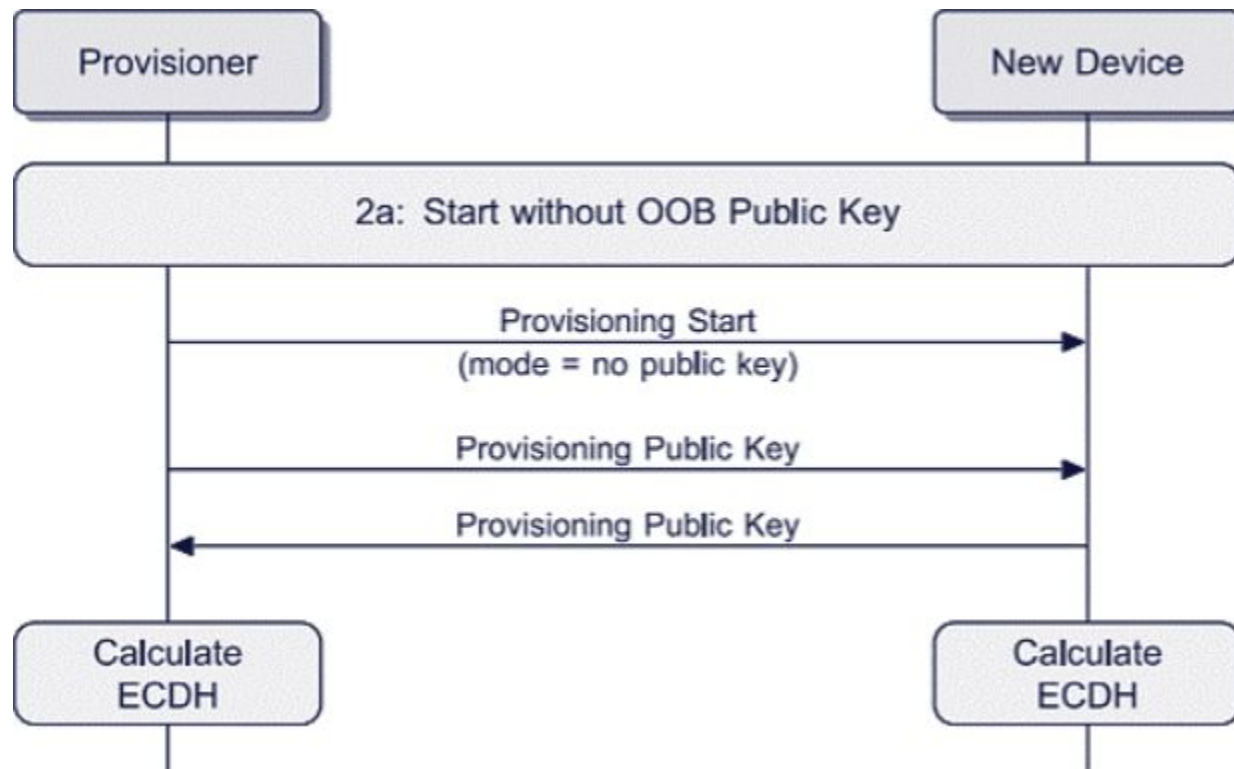 Provisioner
New Device
2a: Start without OOB Public Key
Provisioning Start
(mode = no public key)
Provisioning Public Key
Provisioning Public Key
Calculate
ECDH
Calculate
ECDH